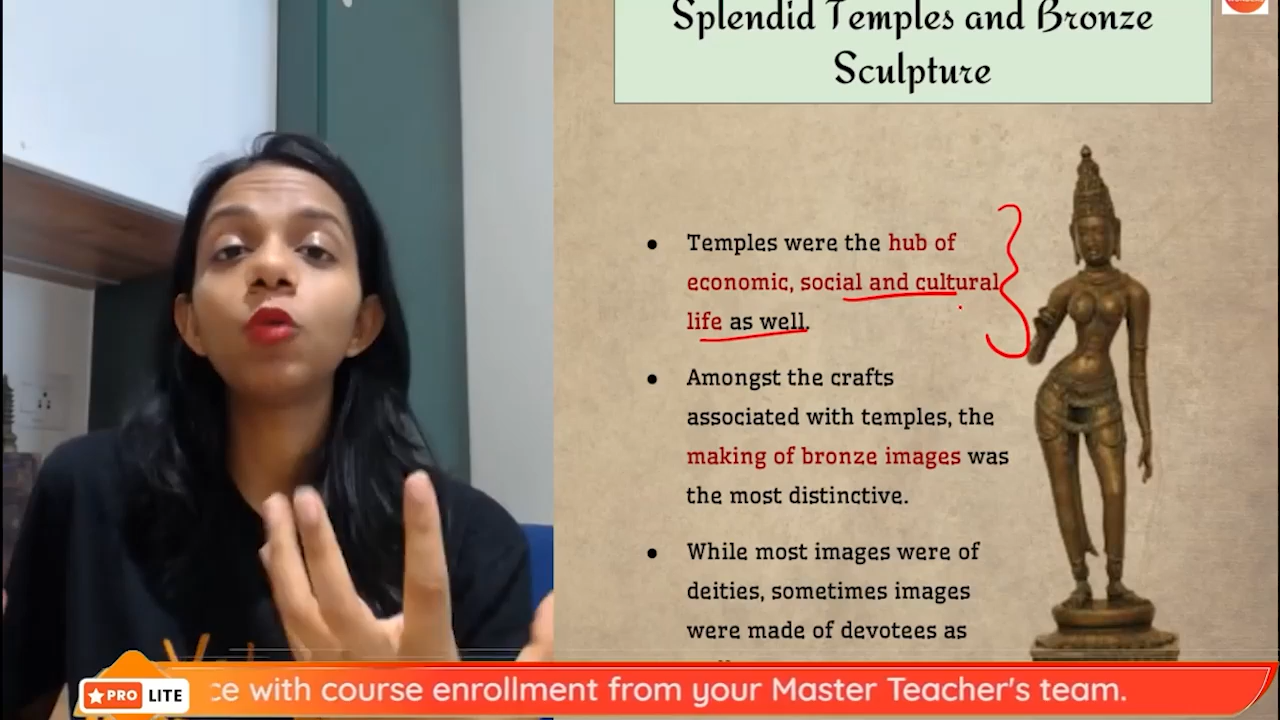 Splendid Temples and Bronze
Sculpture
● Temples were the hub of
economic, social and cultural
life as well.
● Amongst the crafts
associated with temples, the
making of bronze images was
the most distinctive.
● While most images were of
deities, sometimes images
were made of devotees as
PRO LITE
ce with course enrollment from your Master Teacher's team.